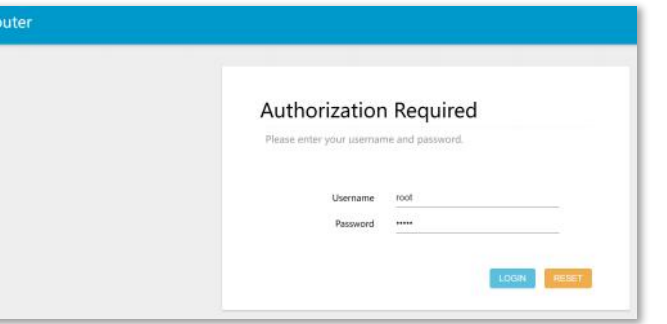 outer
Authorization Required
Please enter your username and password.
Username root
Password •••••
LOGIN RESET